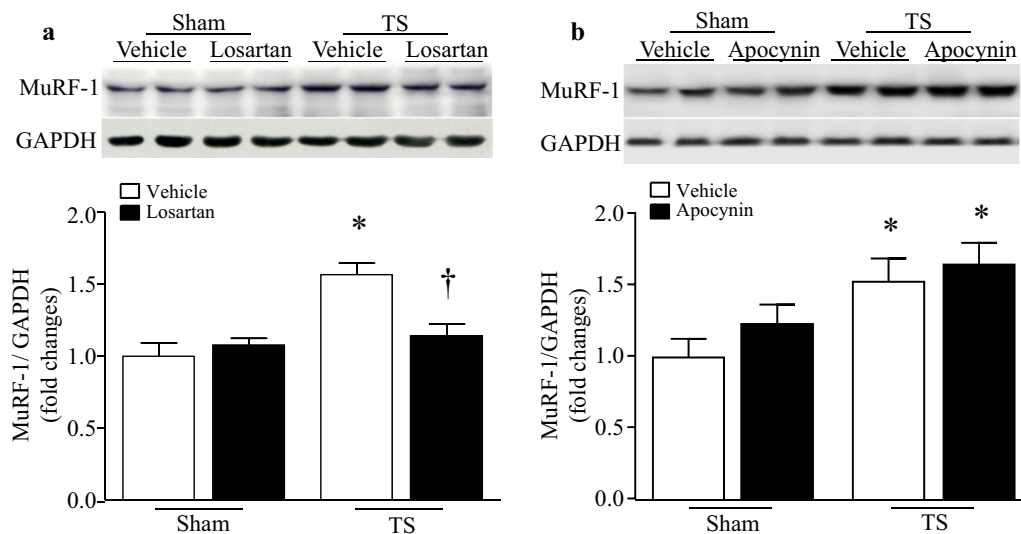 a
Sham
TS
Vehicle
Losartan
Vehicle
Losartan
MuRF-1
GAPDH
Vehicle
Losartan
MuRF-1/ GAPDH
(fold changes)
2.0
1.5
1.0
0.5
0.0
*
†
Sham
TS
b
Sham
TS
Vehicle
Apocynin
Vehicle
Apocynin
MuRF-1
GAPDH
Vehicle
Apocynin
MuRF-1/GAPDH
(fold changes)
2.0
1.5
1.0
0.5
0.0
*
*
Sham
TS